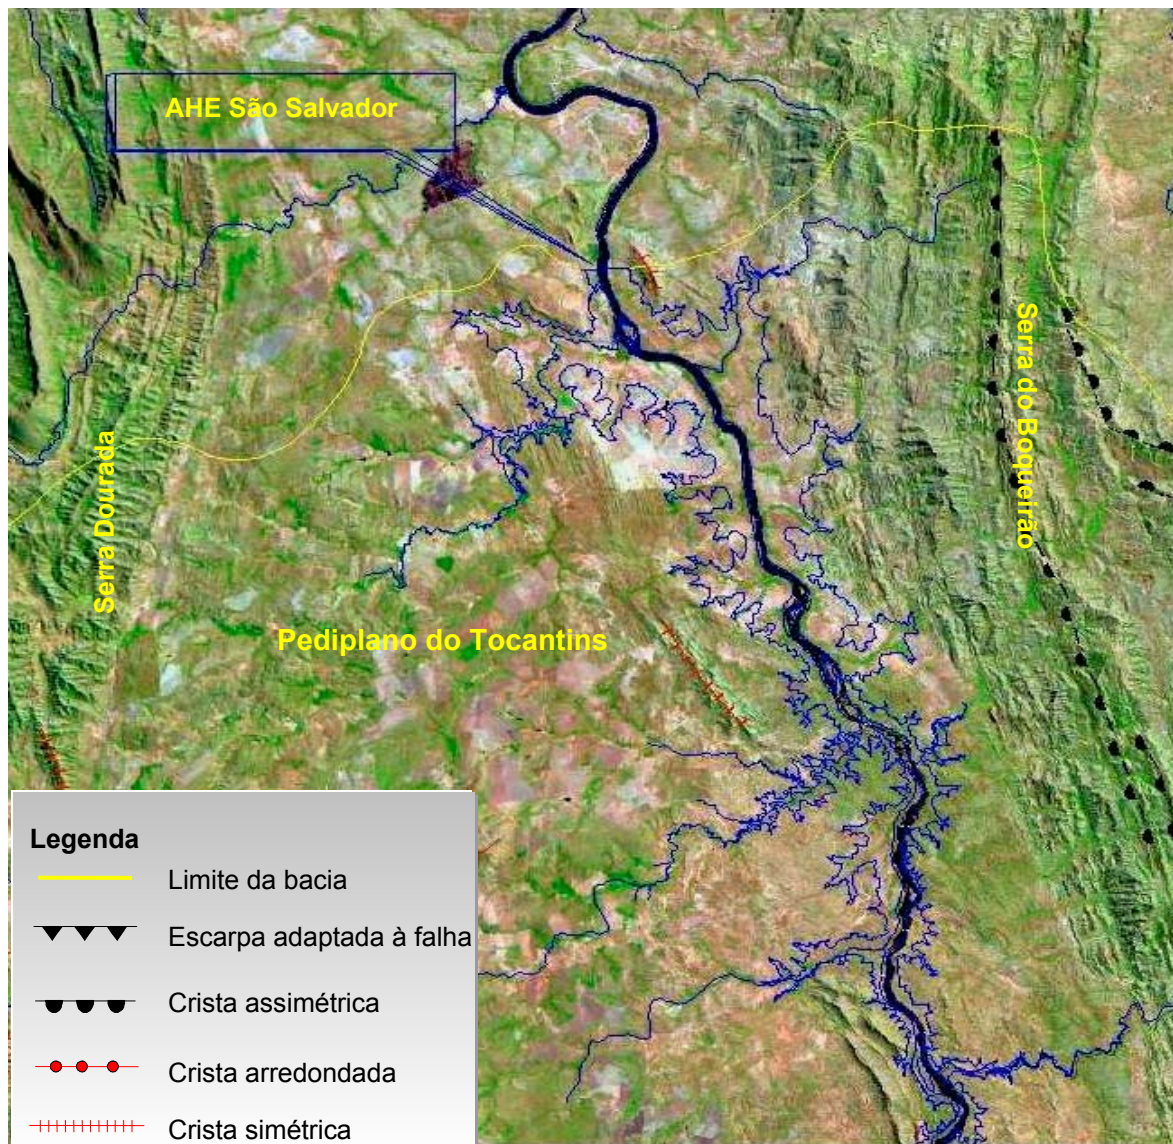 AHE São Salvador
Serra do Boqueirão
Serra Dourada
Pediplano do Tocantins
Legenda
Limite da bacia
Escarpa adaptada à falha
Crista assimétrica
Crista arredondada
Crista simétrica